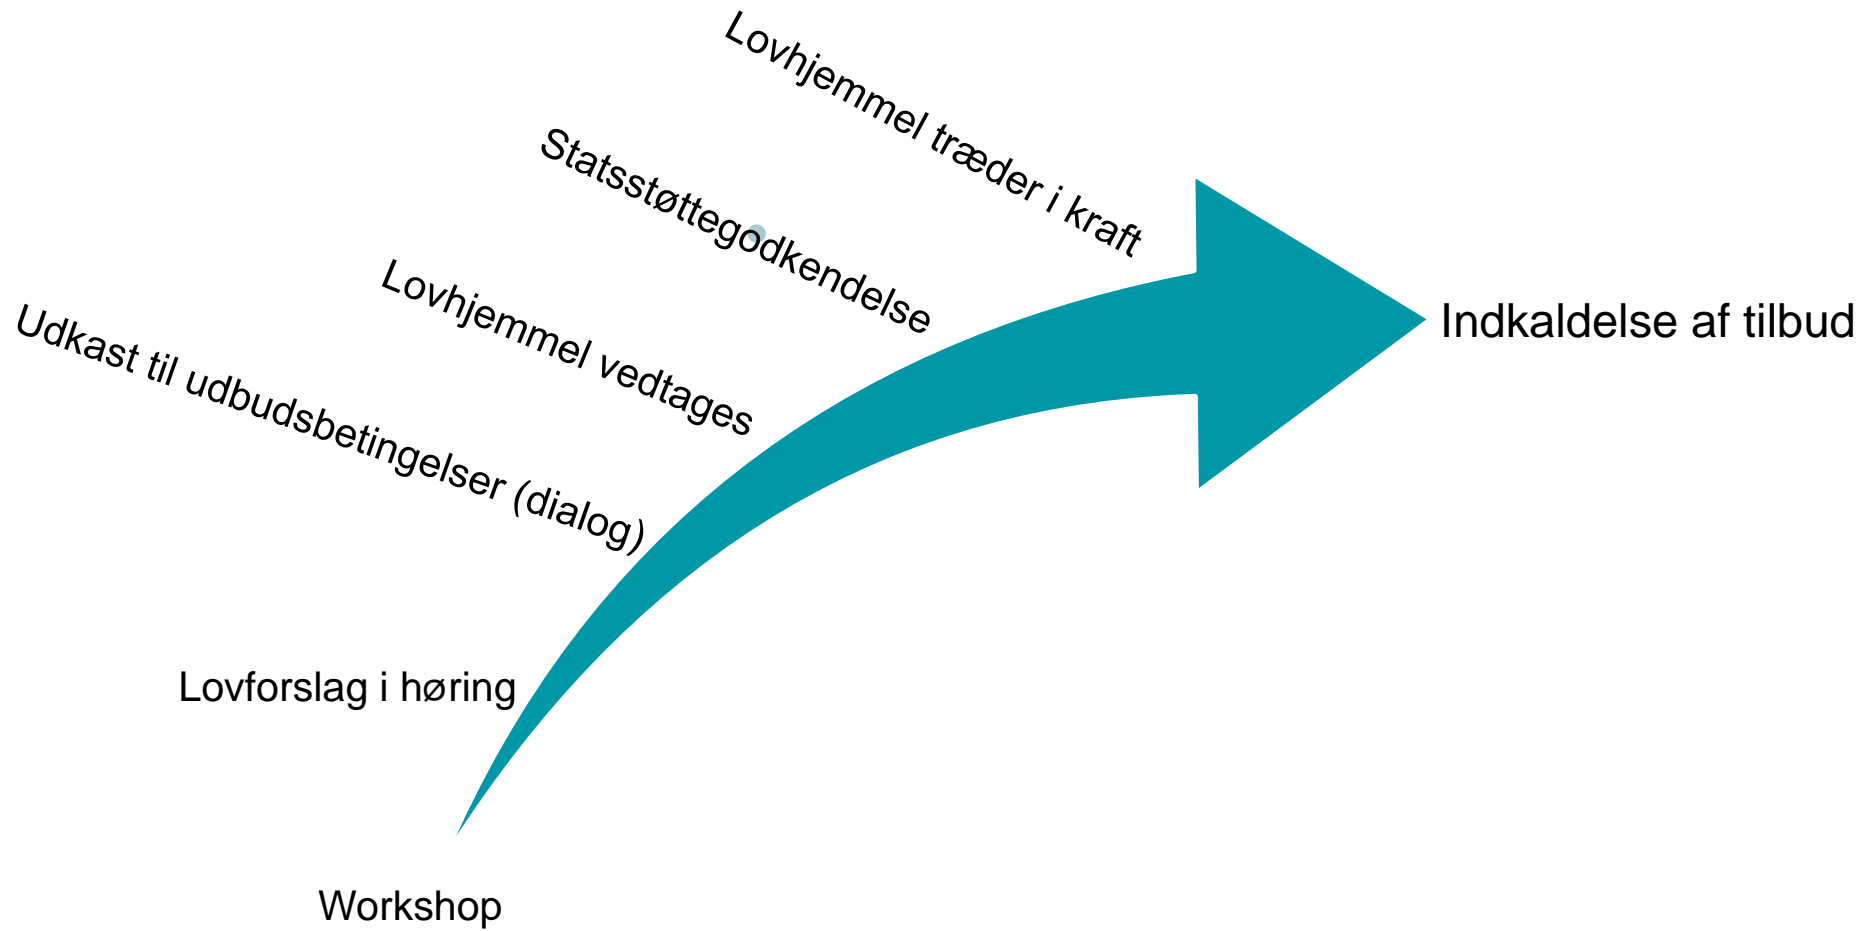 Lovhjemmel træder i kraft
Statsstøttegodkendelse
Lovhjemmel vedtages
Udkast til udbudsbetingelser (dialog)
Indkaldelse af tilbud
Lovforslag i høring
Workshop